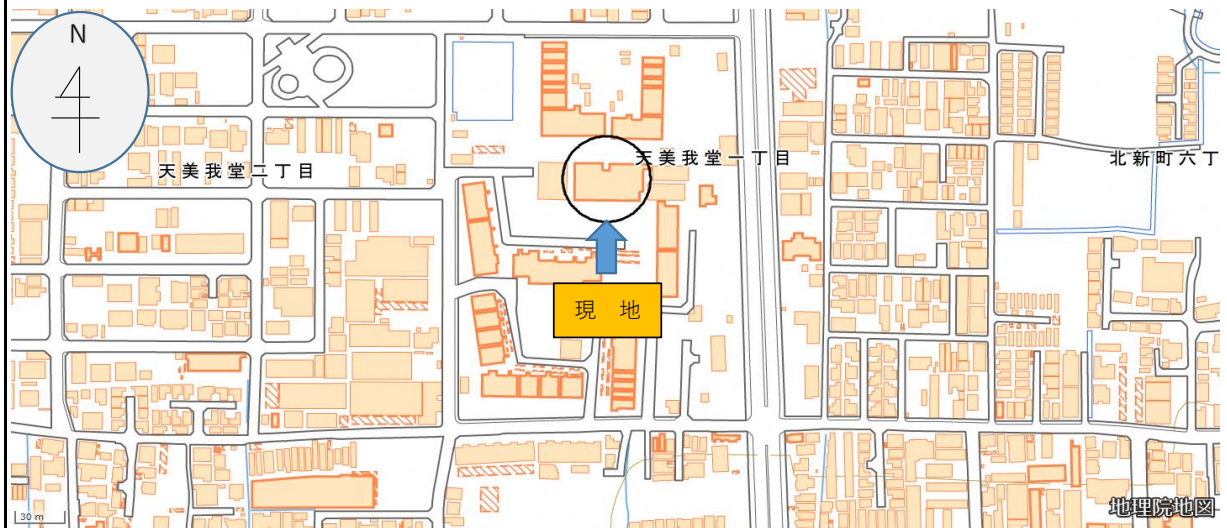 N
天美我堂一丁目
天美我堂二丁目
北新町六丁
現 地
30 m
地理院地図